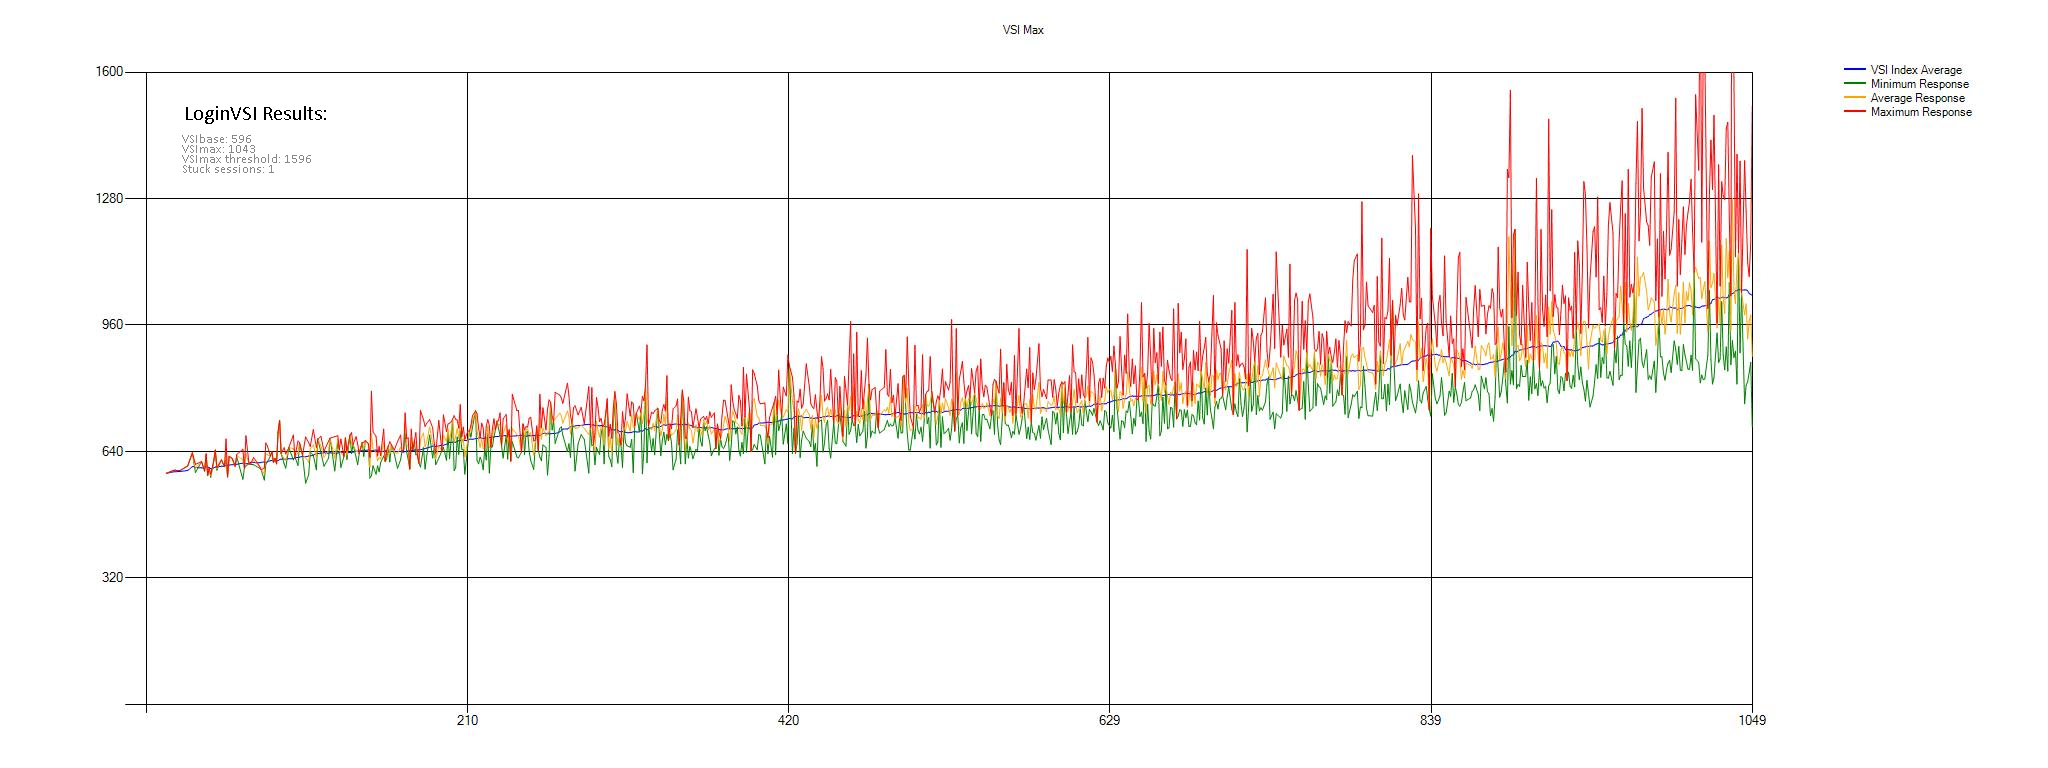 VSI Max
1600
1280
960
640
320
210
420
629
839
1049
LoginVSI Results:
VSIbase: 596
VSImax: 1043
VSImax threshold: 1596
Stuck sessions: 1
VSI Index Average
Minimum Response
Average Response
Maximum Response